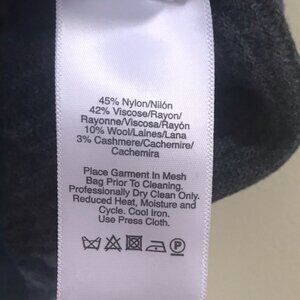 45% Nylon/Nilón
42% Viscose/Rayon/
Rayonne/Viscosa/Rayón
10% Wool/Laines/Lana
3% Cashmere/Cachemire/
Cachemira
Place Garment In Mesh
Bag Prior To Cleaning.
Professionally Dry Clean Only.
Reduced Heat, Moisture and
Cycle. Cool Iron.
Use Press Cloth.
P